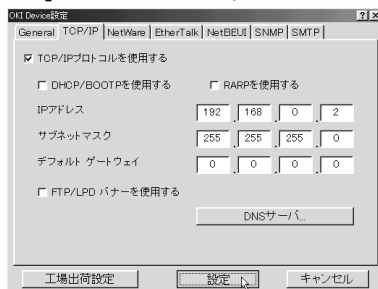 OKI Device設定
General TCP/IP NetWare EtherTalk NetBEUI SNMP SMTP
TCP/IPプロトコルを使用する
DHCP/BOOTPを使用する RARPを使用する
IPアドレス 192 . 168 . 0 . 2
サブネットマスク 255 . 255 . 255 . 0
デフォルト ゲートウェイ 0 . 0 . 0 . 0
FTP/LPD バナーを使用する
DNSサーバ...
工場出荷設定 設定 キャンセル